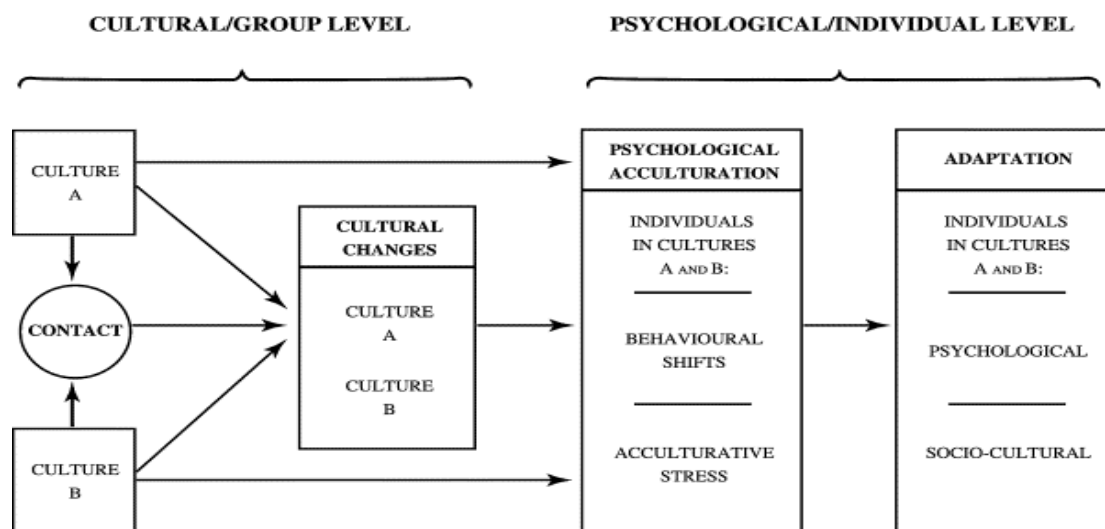 CULTURAL/GROUP LEVEL
PSYCHOLOGICAL/INDIVIDUAL LEVEL
CULTURE
A
CONTACT
CULTURE
B
CULTURAL
CHANGES
CULTURE
A
CULTURE
B
PSYCHOLOGICAL
ACCULTURATION
INDIVIDUALS
IN CULTURES
A AND B:
BEHAVIOURAL
SHIFTS
ACCULTURATIVE
STRESS
ADAPTATION
INDIVIDUALS
IN CULTURES
A AND B:
PSYCHOLOGICAL
SOCIO-CULTURAL